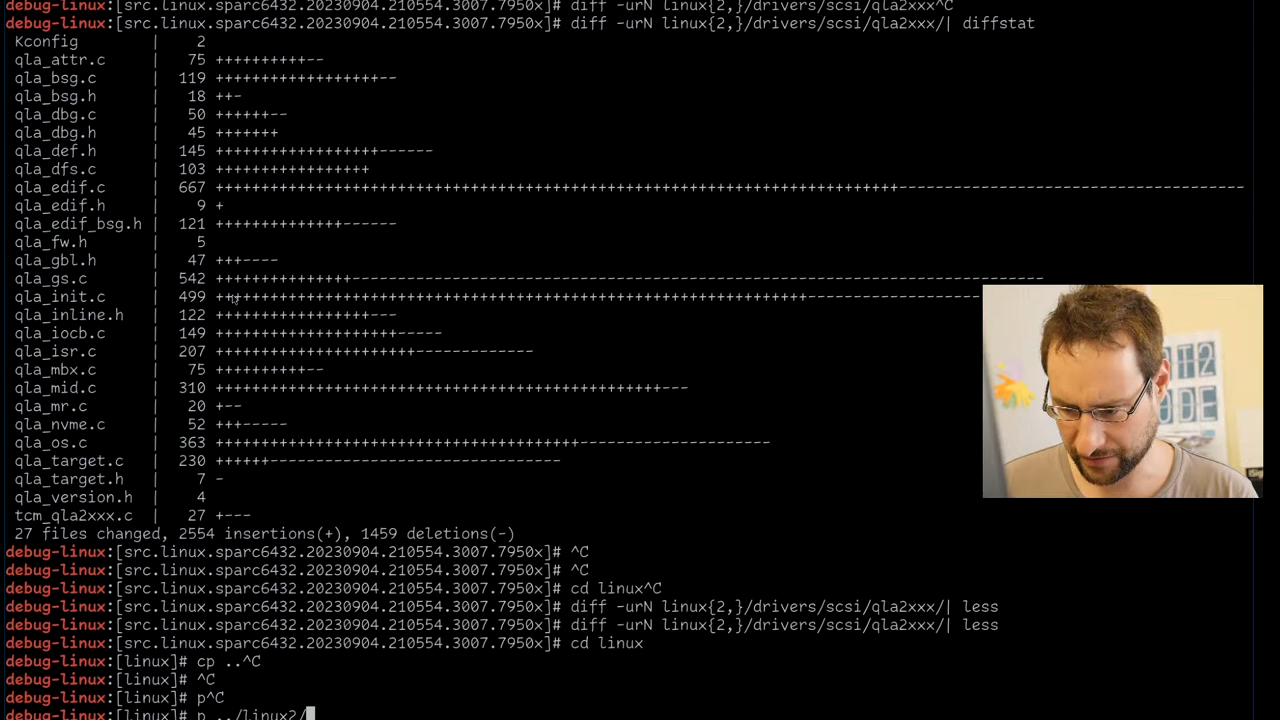 debug-linux:[src.linux.sparc6432.20230904.210554.3007.7950x]# diff -urN linux{2,}/drivers/scsi/qla2xxx^C
debug-linux:[src.linux.sparc6432.20230904.210554.3007.7950x]# diff -urN linux{2,}/drivers/scsi/qla2xxx/| diffstat
Kconfig | 2
qla_attr.c | 75 ++++++++++--
qla_bsg.c | 119 ++++++++++++++++++--
qla_bsg.h | 18 ++-
qla_dbg.c | 50 ++++++--
qla_dbg.h | 45 +++++++
qla_def.h | 145 ++++++++++++++++++------
qla_dfs.c | 103 +++++++++++++++++
qla_edif.c | 667 +++++++++++++++++++++++++++++++++++++++++++++++++++++++++++++++++++++++++++---------------------------------------
qla_edif.h | 9 +
qla_edif_bsg.h | 121 ++++++++++++++------
qla_fw.h | 5
qla_gbl.h | 47 +++----
qla_gs.c | 542 +++++++++++++++-----------------------------------------------------------------------------
qla_init.c | 499 ++++++++++++++++++++++++++++++++++++++++++++++++++++++++++++++++++-------------------
qla_inline.h | 122 +++++++++++++++++---
qla_iocb.c | 149 ++++++++++++++++++++-----
qla_isr.c | 207 ++++++++++++++++++++++-------------
qla_mbx.c | 75 ++++++++++--
qla_mid.c | 310 +++++++++++++++++++++++++++++++++++++++++++++++++---
qla_mr.c | 20 +--
qla_nvme.c | 52 +++-----
qla_os.c | 363 ++++++++++++++++++++++++++++++++++++++++---------------------
qla_target.c | 230 ++++++--------------------------------
qla_target.h | 7 -
qla_version.h | 4
tcm_qla2xxx.c | 27 +---
27 files changed, 2554 insertions(+), 1459 deletions(-)
debug-linux:[src.linux.sparc6432.20230904.210554.3007.7950x]# ^C
debug-linux:[src.linux.sparc6432.20230904.210554.3007.7950x]# ^C
debug-linux:[src.linux.sparc6432.20230904.210554.3007.7950x]# cd linux^C
debug-linux:[src.linux.sparc6432.20230904.210554.3007.7950x]# diff -urN linux{2,}/drivers/scsi/qla2xxx/| less
debug-linux:[src.linux.sparc6432.20230904.210554.3007.7950x]# diff -urN linux{2,}/drivers/scsi/qla2xxx/| less
debug-linux:[src.linux.sparc6432.20230904.210554.3007.7950x]# cd linux
debug-linux:[linux]# cp ..^C
debug-linux:[linux]# ^C
debug-linux:[linux]# p^C
debug-linux:[linux]# p ../linux2/